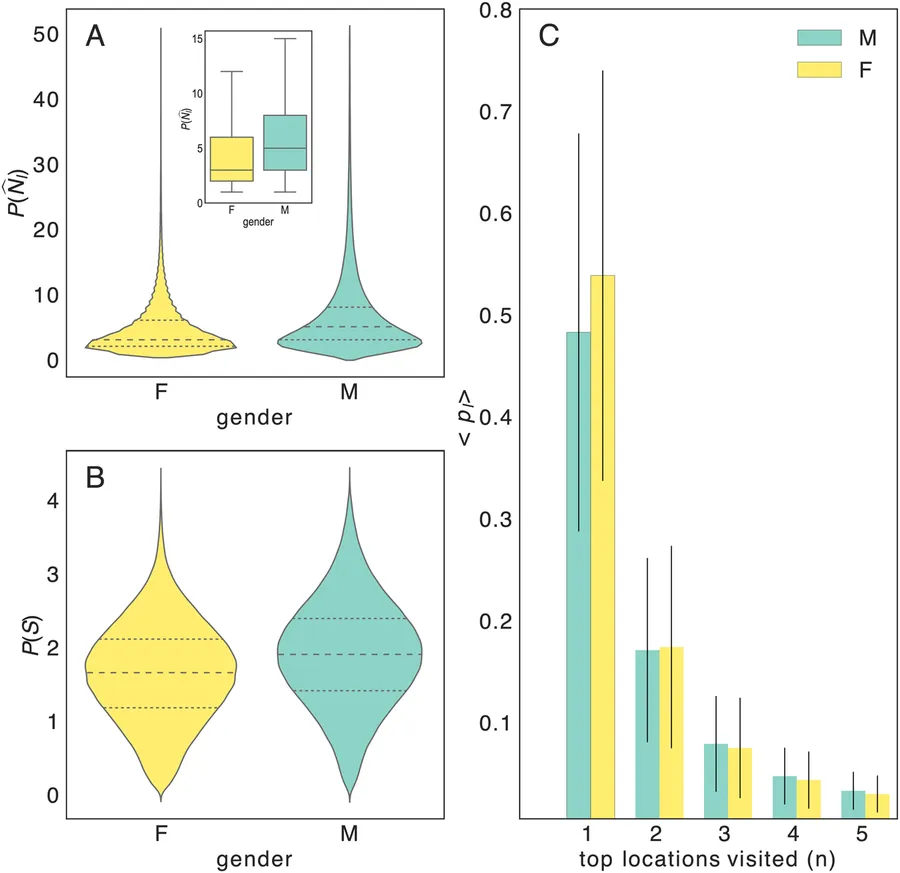 A
50
40
30
20
10
0
P(N̂l)
F M
gender
15
10
5
0
P(N̂l)
F M
gender
B
4
3
2
1
0
P(S)
F M
gender
C
M
F
0.8
0.7
0.6
0.5
0.4
0.3
0.2
0.1
< pl>
1 2 3 4 5
top locations visited (n)